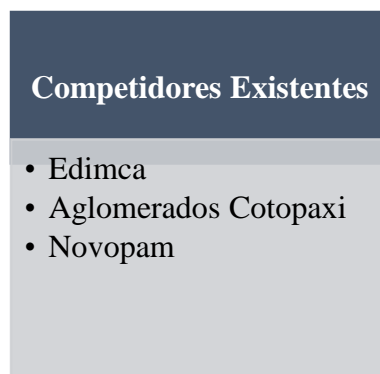 Competidores Existentes
• Edimca
• Aglomerados Cotopaxi
• Novopam